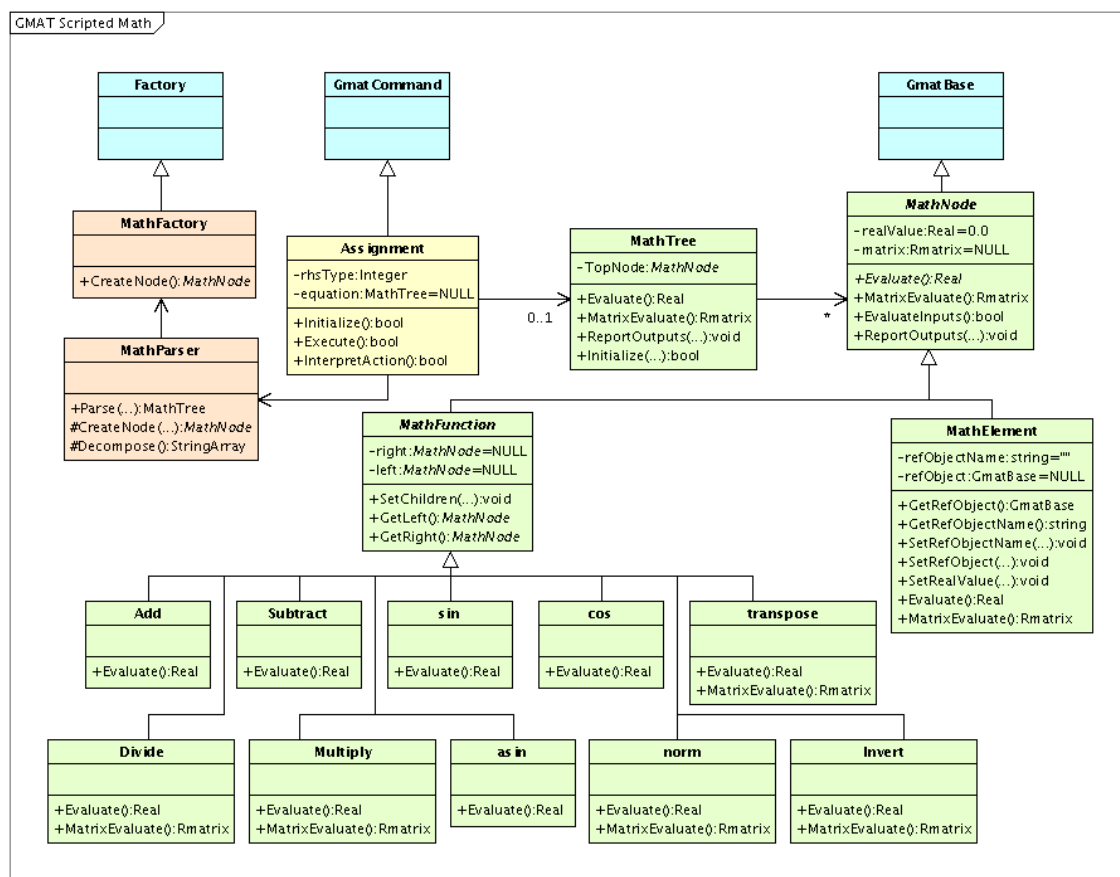 GMAT Scripted Math
Factory
GmatCommand
GmatBase
MathFactory
+CreateNode():MathNode
MathParser
+Parse(...):MathTree
#CreateNode(...):MathNode
#Decompose():StringArray
Assignment
-rhsType:Integer
-equation:MathTree=NULL
+Initialize():bool
+Execute():bool
+InterpretAction():bool
0..1
MathTree
-TopNode:MathNode
+Evaluate():Real
+MatrixEvaluate():Rmatrix
+ReportOutputs(...):void
+Initialize(...):bool
*
MathNode
-realValue:Real=0.0
-matrix:Rmatrix=NULL
+Evaluate():Real
+MatrixEvaluate():Rmatrix
+EvaluateInputs():bool
+ReportOutputs(...):void
MathFunction
-right:MathNode=NULL
-left:MathNode=NULL
+SetChildren(...):void
+GetLeft():MathNode
+GetRight():MathNode
MathElement
-refObjectName:string=""
-refObject:GmatBase=NULL
+GetRefObject():GmatBase
+GetRefObjectName():string
+SetRefObjectName(...):void
+SetRefObject(...):void
+SetRealValue(...):void
+Evaluate():Real
+MatrixEvaluate():Rmatrix
Add
+Evaluate():Real
Subtract
+Evaluate():Real
sin
+Evaluate():Real
cos
+Evaluate():Real
transpose
+Evaluate():Real
+MatrixEvaluate():Rmatrix
Divide
+Evaluate():Real
+MatrixEvaluate():Rmatrix
Multiply
+Evaluate():Real
+MatrixEvaluate():Rmatrix
asin
+Evaluate():Real
norm
+Evaluate():Real
+MatrixEvaluate():Rmatrix
Invert
+Evaluate():Real
+MatrixEvaluate():Rmatrix